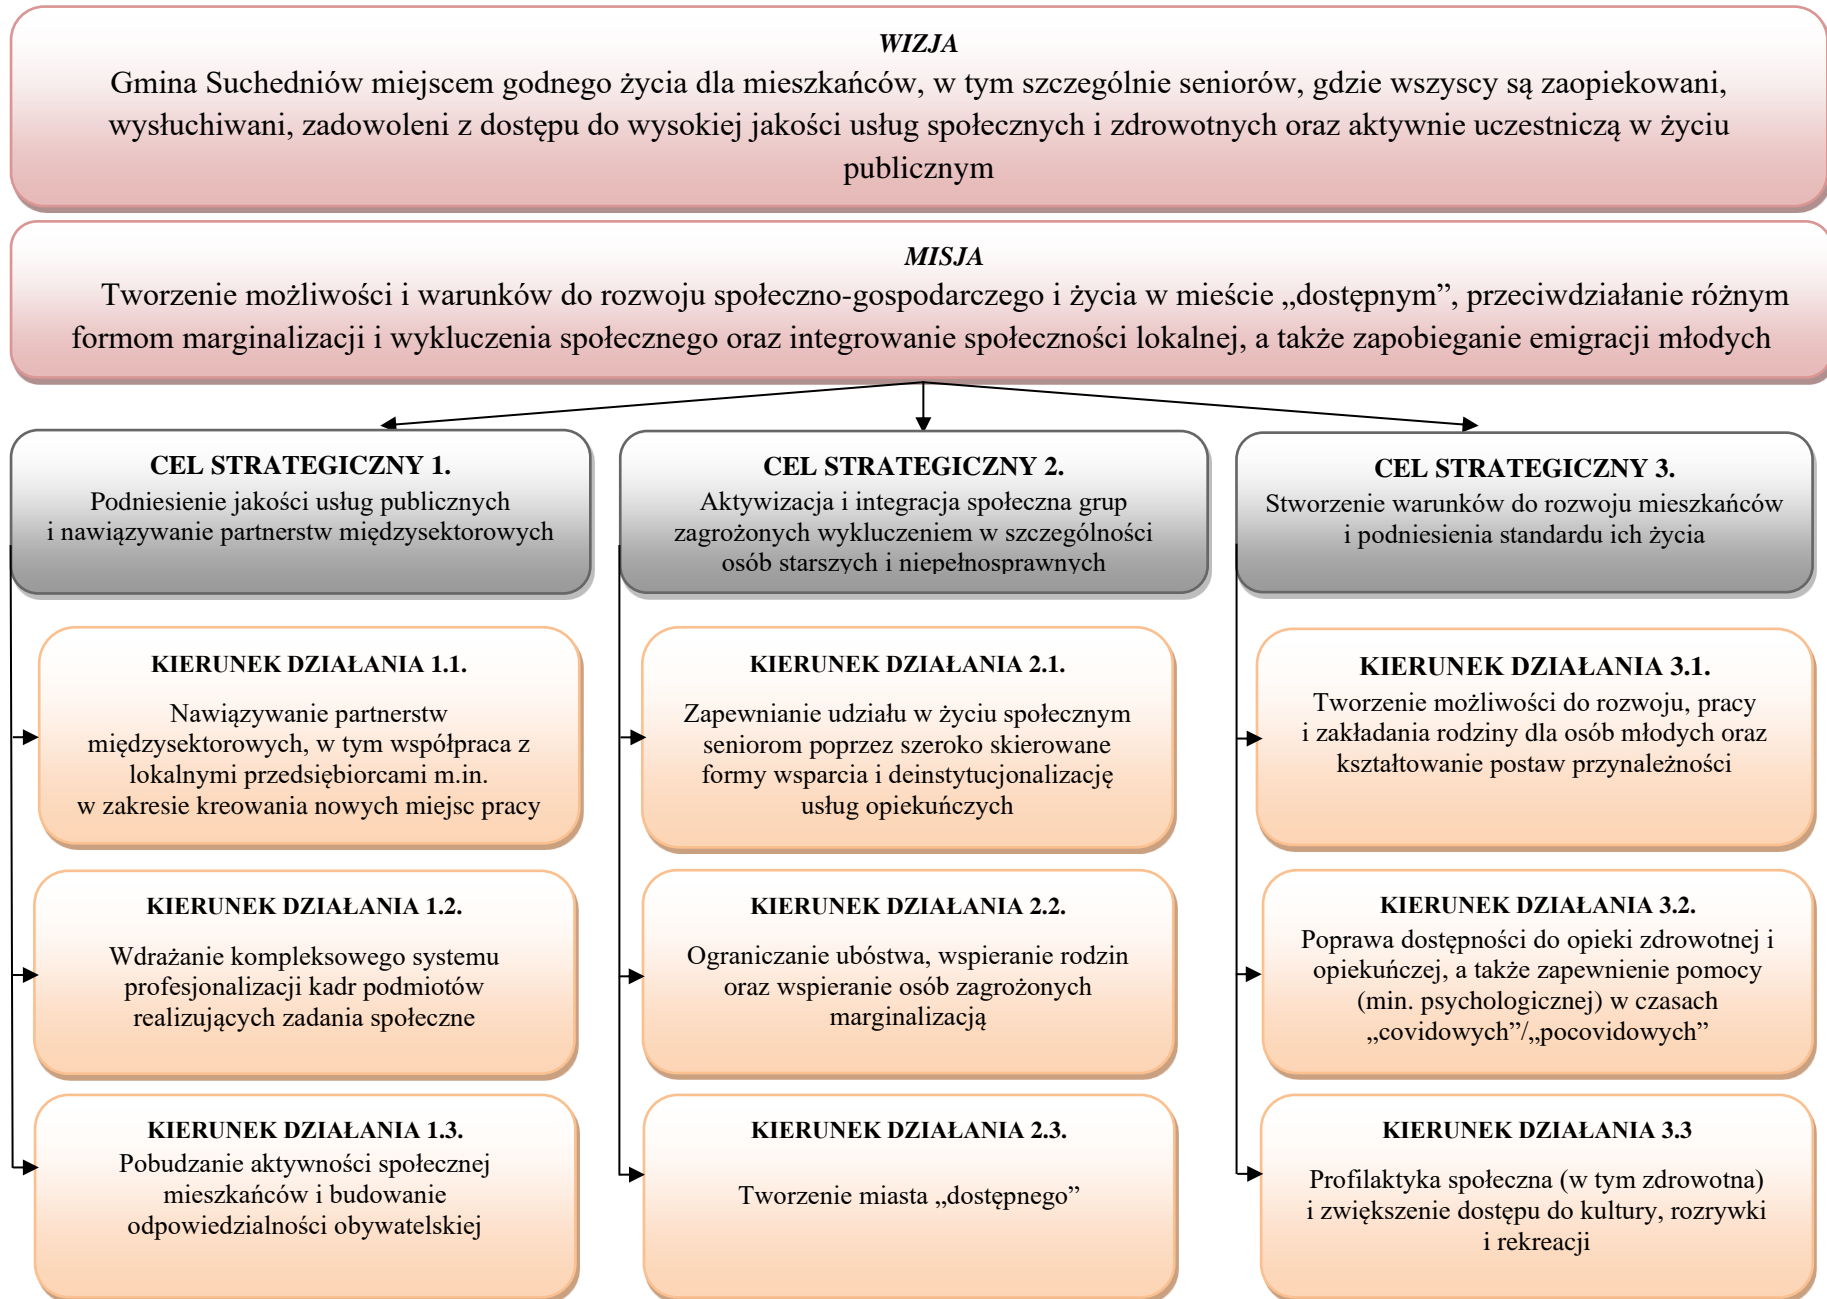 WIZJA
Gmina Suchedniów miejscem godnego życia dla mieszkańców, w tym szczególnie seniorów, gdzie wszyscy są zaopiekowani,
wysłuchiwani, zadowoleni z dostępu do wysokiej jakości usług społecznych i zdrowotnych oraz aktywnie uczestniczą w życiu
publicznym
MISJA
Tworzenie możliwości i warunków do rozwoju społeczno-gospodarczego i życia w mieście „dostępnym”, przeciwdziałanie różnym
formom marginalizacji i wykluczenia społecznego oraz integrowanie społeczności lokalnej, a także zapobieganie emigracji młodych
CEL STRATEGICZNY 1.
Podniesienie jakości usług publicznych
i nawiązywanie partnerstw międzysektorowych
CEL STRATEGICZNY 2.
Aktywizacja i integracja społeczna grup
zagrożonych wykluczeniem w szczególności
osób starszych i niepełnosprawnych
CEL STRATEGICZNY 3.
Stworzenie warunków do rozwoju mieszkańców
i podniesienia standardu ich życia
KIERUNEK DZIAŁANIA 1.1.
Nawiązywanie partnerstw
międzysektorowych, w tym współpraca z
lokalnymi przedsiębiorcami m.in.
w zakresie kreowania nowych miejsc pracy
KIERUNEK DZIAŁANIA 2.1.
Zapewnianie udziału w życiu społecznym
seniorom poprzez szeroko skierowane
formy wsparcia i deinstytucjonalizację
usług opiekuńczych
KIERUNEK DZIAŁANIA 3.1.
Tworzenie możliwości do rozwoju, pracy
i zakładania rodziny dla osób młodych oraz
kształtowanie postaw przynależności
KIERUNEK DZIAŁANIA 1.2.
Wdrażanie kompleksowego systemu
profesjonalizacji kadr podmiotów
realizujących zadania społeczne
KIERUNEK DZIAŁANIA 2.2.
Ograniczanie ubóstwa, wspieranie rodzin
oraz wspieranie osób zagrożonych
marginalizacją
KIERUNEK DZIAŁANIA 3.2.
Poprawa dostępności do opieki zdrowotnej i
opiekuńczej, a także zapewnienie pomocy
(min. psychologicznej) w czasach
„covidowych”/„pocovidowych”
KIERUNEK DZIAŁANIA 1.3.
Pobudzanie aktywności społecznej
mieszkańców i budowanie
odpowiedzialności obywatelskiej
KIERUNEK DZIAŁANIA 2.3.
Tworzenie miasta „dostępnego”
KIERUNEK DZIAŁANIA 3.3
Profilaktyka społeczna (w tym zdrowotna)
i zwiększenie dostępu do kultury, rozrywki
i rekreacji